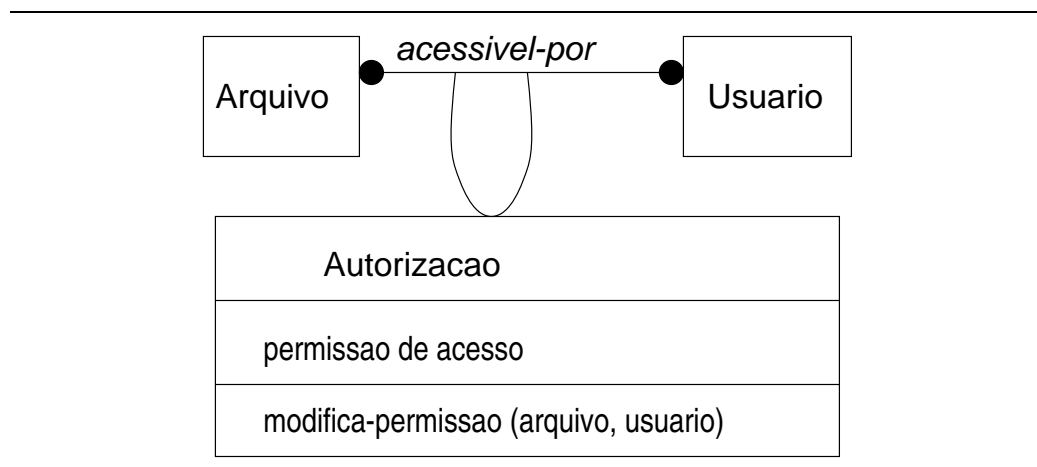 acessivel-por
Arquivo
Usuario
Autorizacao
permissao de acesso
modifica-permissao (arquivo, usuario)